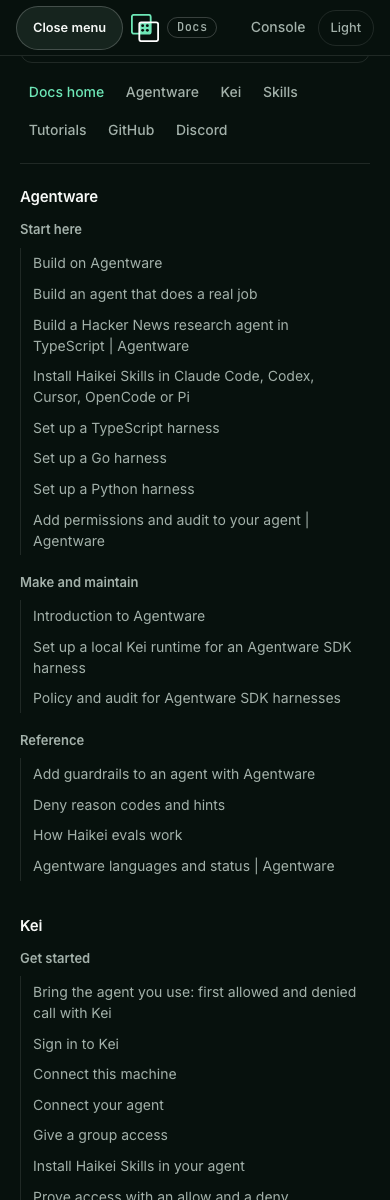 Close menu
Docs
Console
Light
Docs home
Agentware
Kei
Skills
Tutorials
GitHub
Discord
Agentware
Start here
Build on Agentware
Build an agent that does a real job
Build a Hacker News research agent in
TypeScript | Agentware
Install Haikei Skills in Claude Code, Codex,
Cursor, OpenCode or Pi
Set up a TypeScript harness
Set up a Go harness
Set up a Python harness
Add permissions and audit to your agent |
Agentware
Make and maintain
Introduction to Agentware
Set up a local Kei runtime for an Agentware SDK
harness
Policy and audit for Agentware SDK harnesses
Reference
Add guardrails to an agent with Agentware
Deny reason codes and hints
How Haikei evals work
Agentware languages and status | Agentware
Kei
Get started
Bring the agent you use: first allowed and denied
call with Kei
Sign in to Kei
Connect this machine
Connect your agent
Give a group access
Install Haikei Skills in your agent
Prove access with an allow and a deny